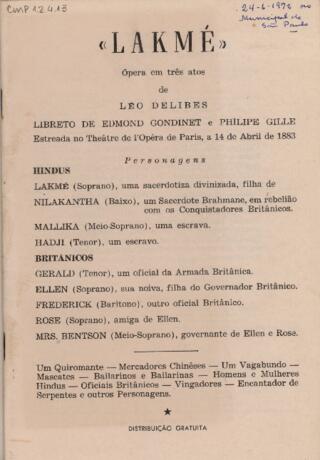 CMP 1.2.4.13
24-6-1972 no
Municipal de
São Paulo
«LAKMÉ»
Ópera em três atos
de
LÉO DELIBES
LIBRETO DE EDMOND GONDINET e PHILIPE GILLE
Estreada no Theâtre de l'Opéra de Paris, a 14 de Abril de 1883
Personagens
HINDUS
LAKMÉ (Soprano), uma sacerdotiza divinizada, filha de
NILAKANTHA (Baixo), um Sacerdote Brahmane, em rebelião
com os Conquistadores Britânicos.
MALLIKA (Meio-Soprano), uma escrava.
HADJI (Tenor), um escravo.
BRITÂNICOS
GERALD (Tenor), um oficial da Armada Britânica.
ELLEN (Soprano), sua noiva, filha do Governador Britânico.
FREDERICK (Barítono), outro oficial Britânico.
ROSE (Soprano), amiga de Ellen.
MRS. BENTSON (Meio-Soprano), governante de Ellen e Rose.
Um Quiromante — Mercadores Chinêses — Um Vagabundo —
Mascates — Bailarinos e Bailarinas — Homens e Mulheres
Hindus — Oficiais Britânicos — Vingadores — Encantador de
Serpentes e outros Personagens.
DISTRIBUIÇÃO GRATUITA